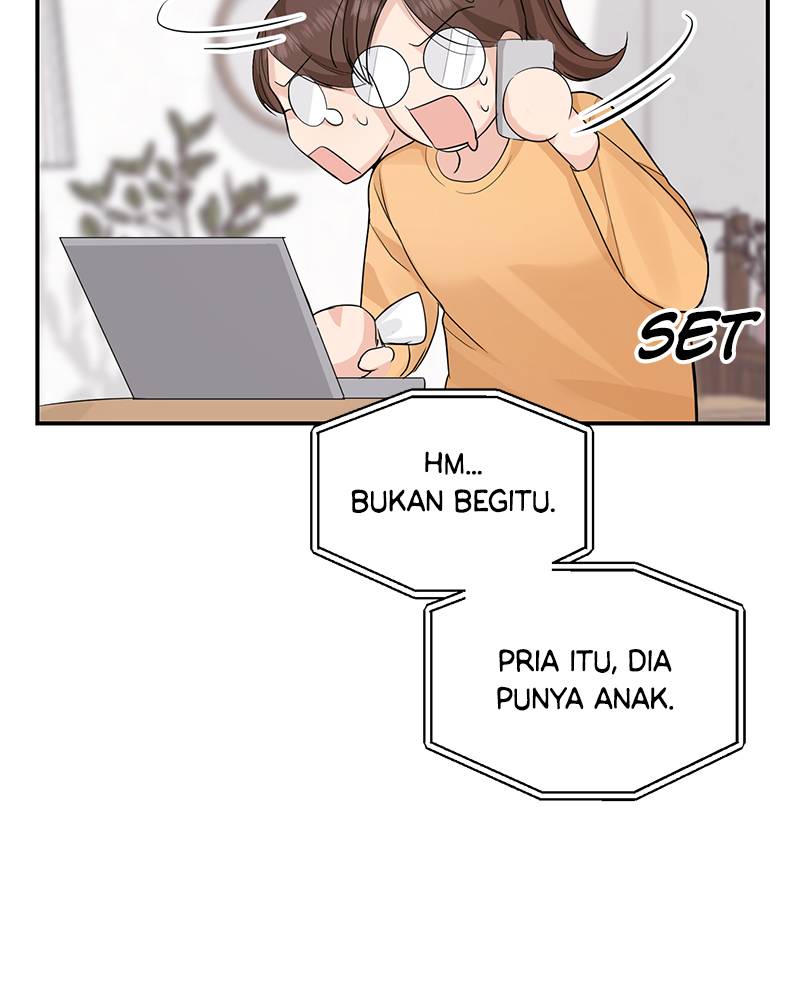 SET
HM...
BUKAN BEGITU.
PRIA ITU, DIA
PUNYA ANAK.